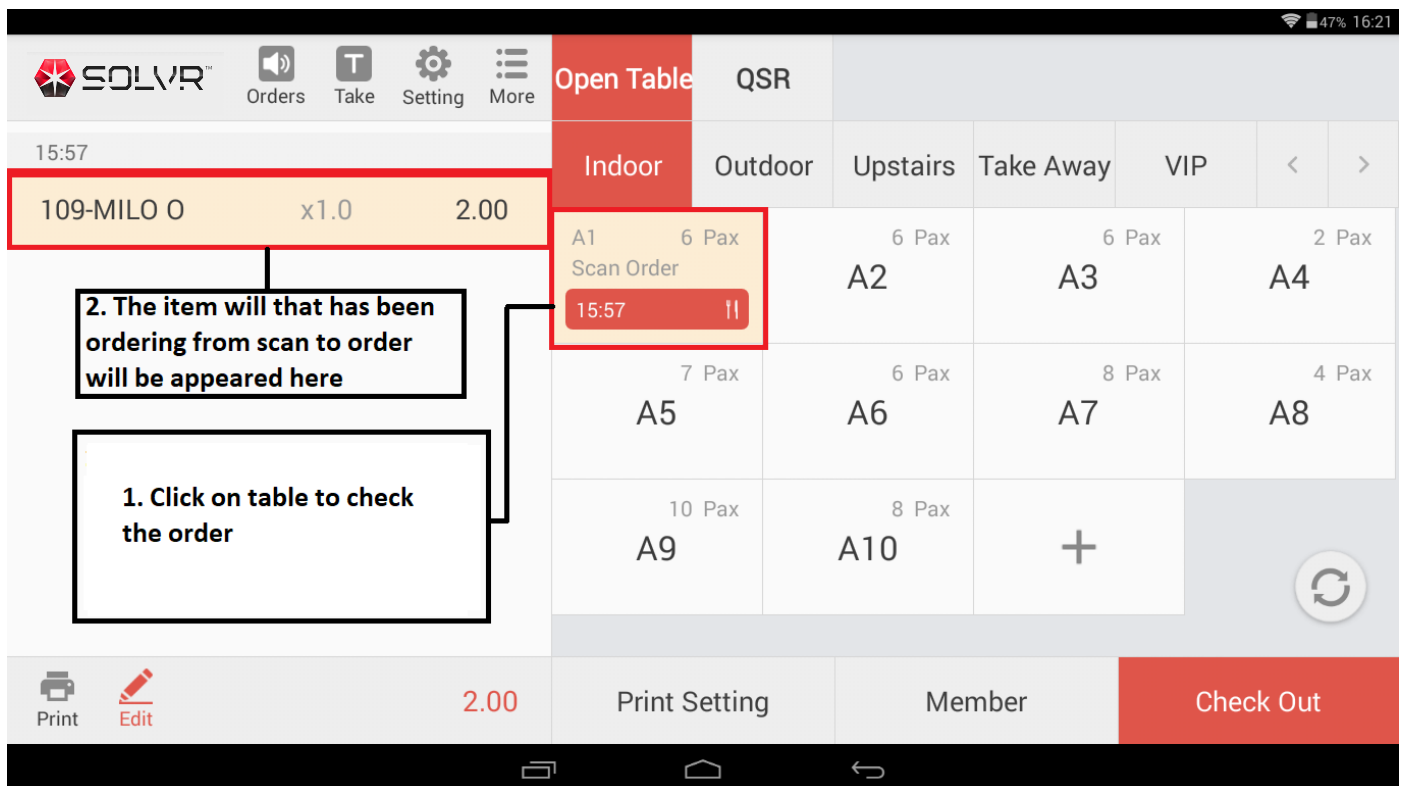 47% 16:21
SOLVR™
Orders Take Setting More
Open Table QSR
15:57
Indoor Outdoor Upstairs Take Away VIP < >
109-MILO O x1.0 2.00
A1 6 Pax
Scan Order
15:57
6 Pax
A2
6 Pax
A3
2 Pax
A4
2. The item will that has been
ordering from scan to order
will be appeared here
7 Pax
A5
6 Pax
A6
8 Pax
A7
4 Pax
A8
1. Click on table to check
the order
10 Pax
A9
8 Pax
A10
+
Print Edit 2.00
Print Setting Member Check Out